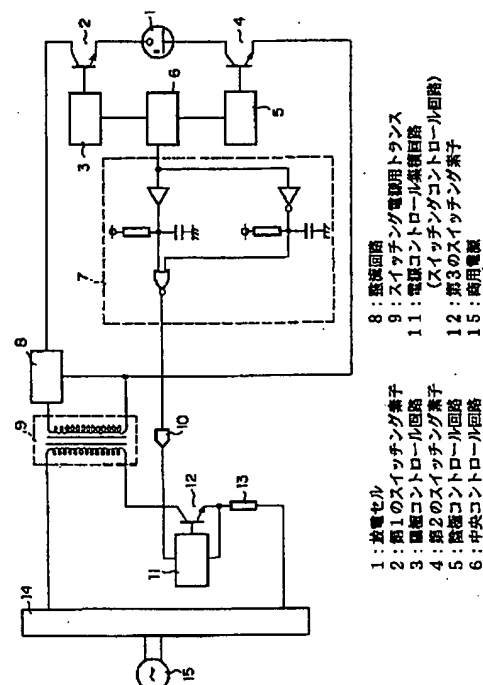 1
2
3
4
5
6
7
8
9
10
11
12
13
14
15
1：放電セル
2：第1のスイッチング素子
3：陽極コントロール回路
4：第2のスイッチング素子
5：陰極コントロール回路
6：中央コントロール回路
8：整流回路
9：スイッチング電源用トランス
11：電源コントロール集積回路
(スイッチングコントロール回路)
12：第3のスイッチング素子
15：商用電源